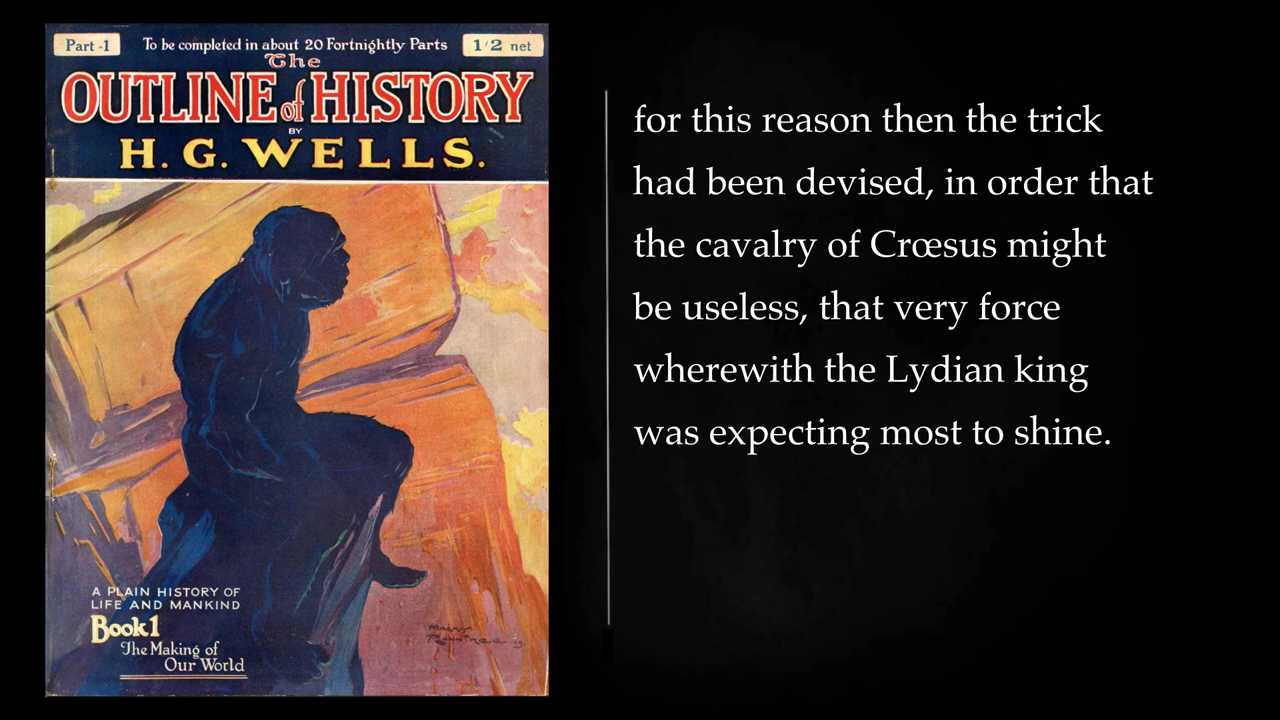 Part -1
To be completed in about 20 Fortnightly Parts
1/2 net
The
OUTLINE of HISTORY
BY
H. G. WELLS.
A PLAIN HISTORY OF
LIFE AND MANKIND
Book 1
The Making of
Our World
for this reason then the trick
had been devised, in order that
the cavalry of Crœsus might
be useless, that very force
wherewith the Lydian king
was expecting most to shine.